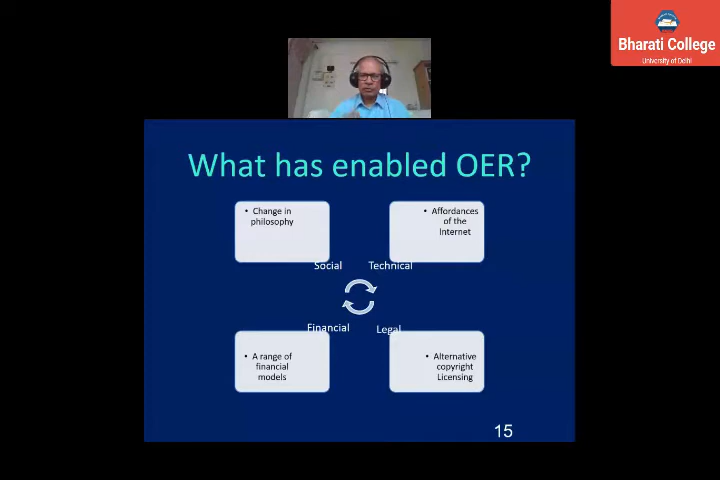 Bharati College
University of Delhi
What has enabled OER?
• Change in
philosophy
• Affordances
of the
Internet
Social
Technical
Financial
Legal
• A range of
financial
models
• Alternative
copyright
Licensing
15